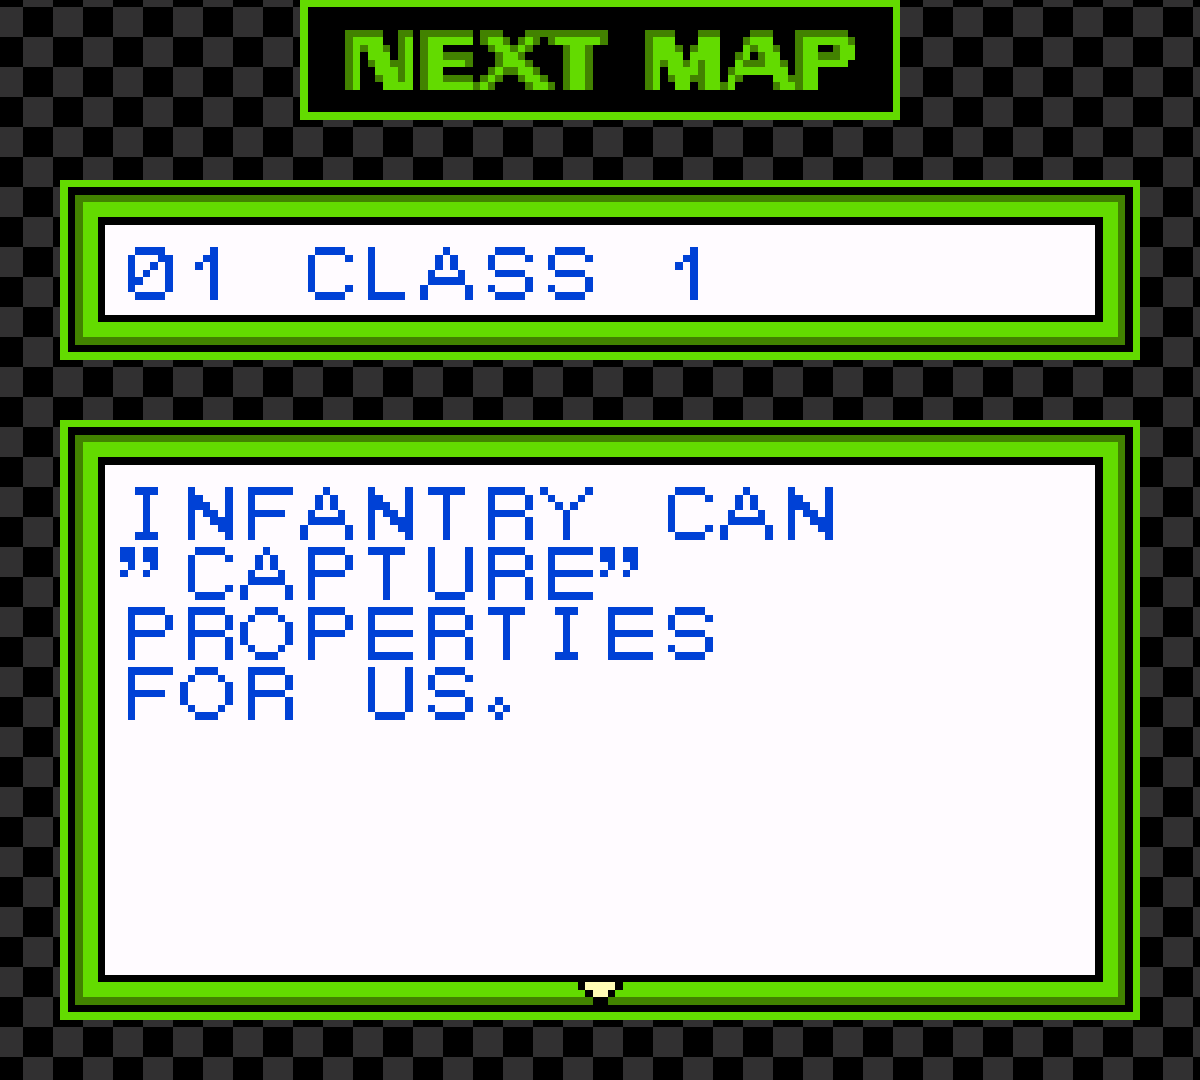 NEXT MAP
01 CLASS 1
INFANTRY CAN
"CAPTURE"
PROPERTIES
FOR US.